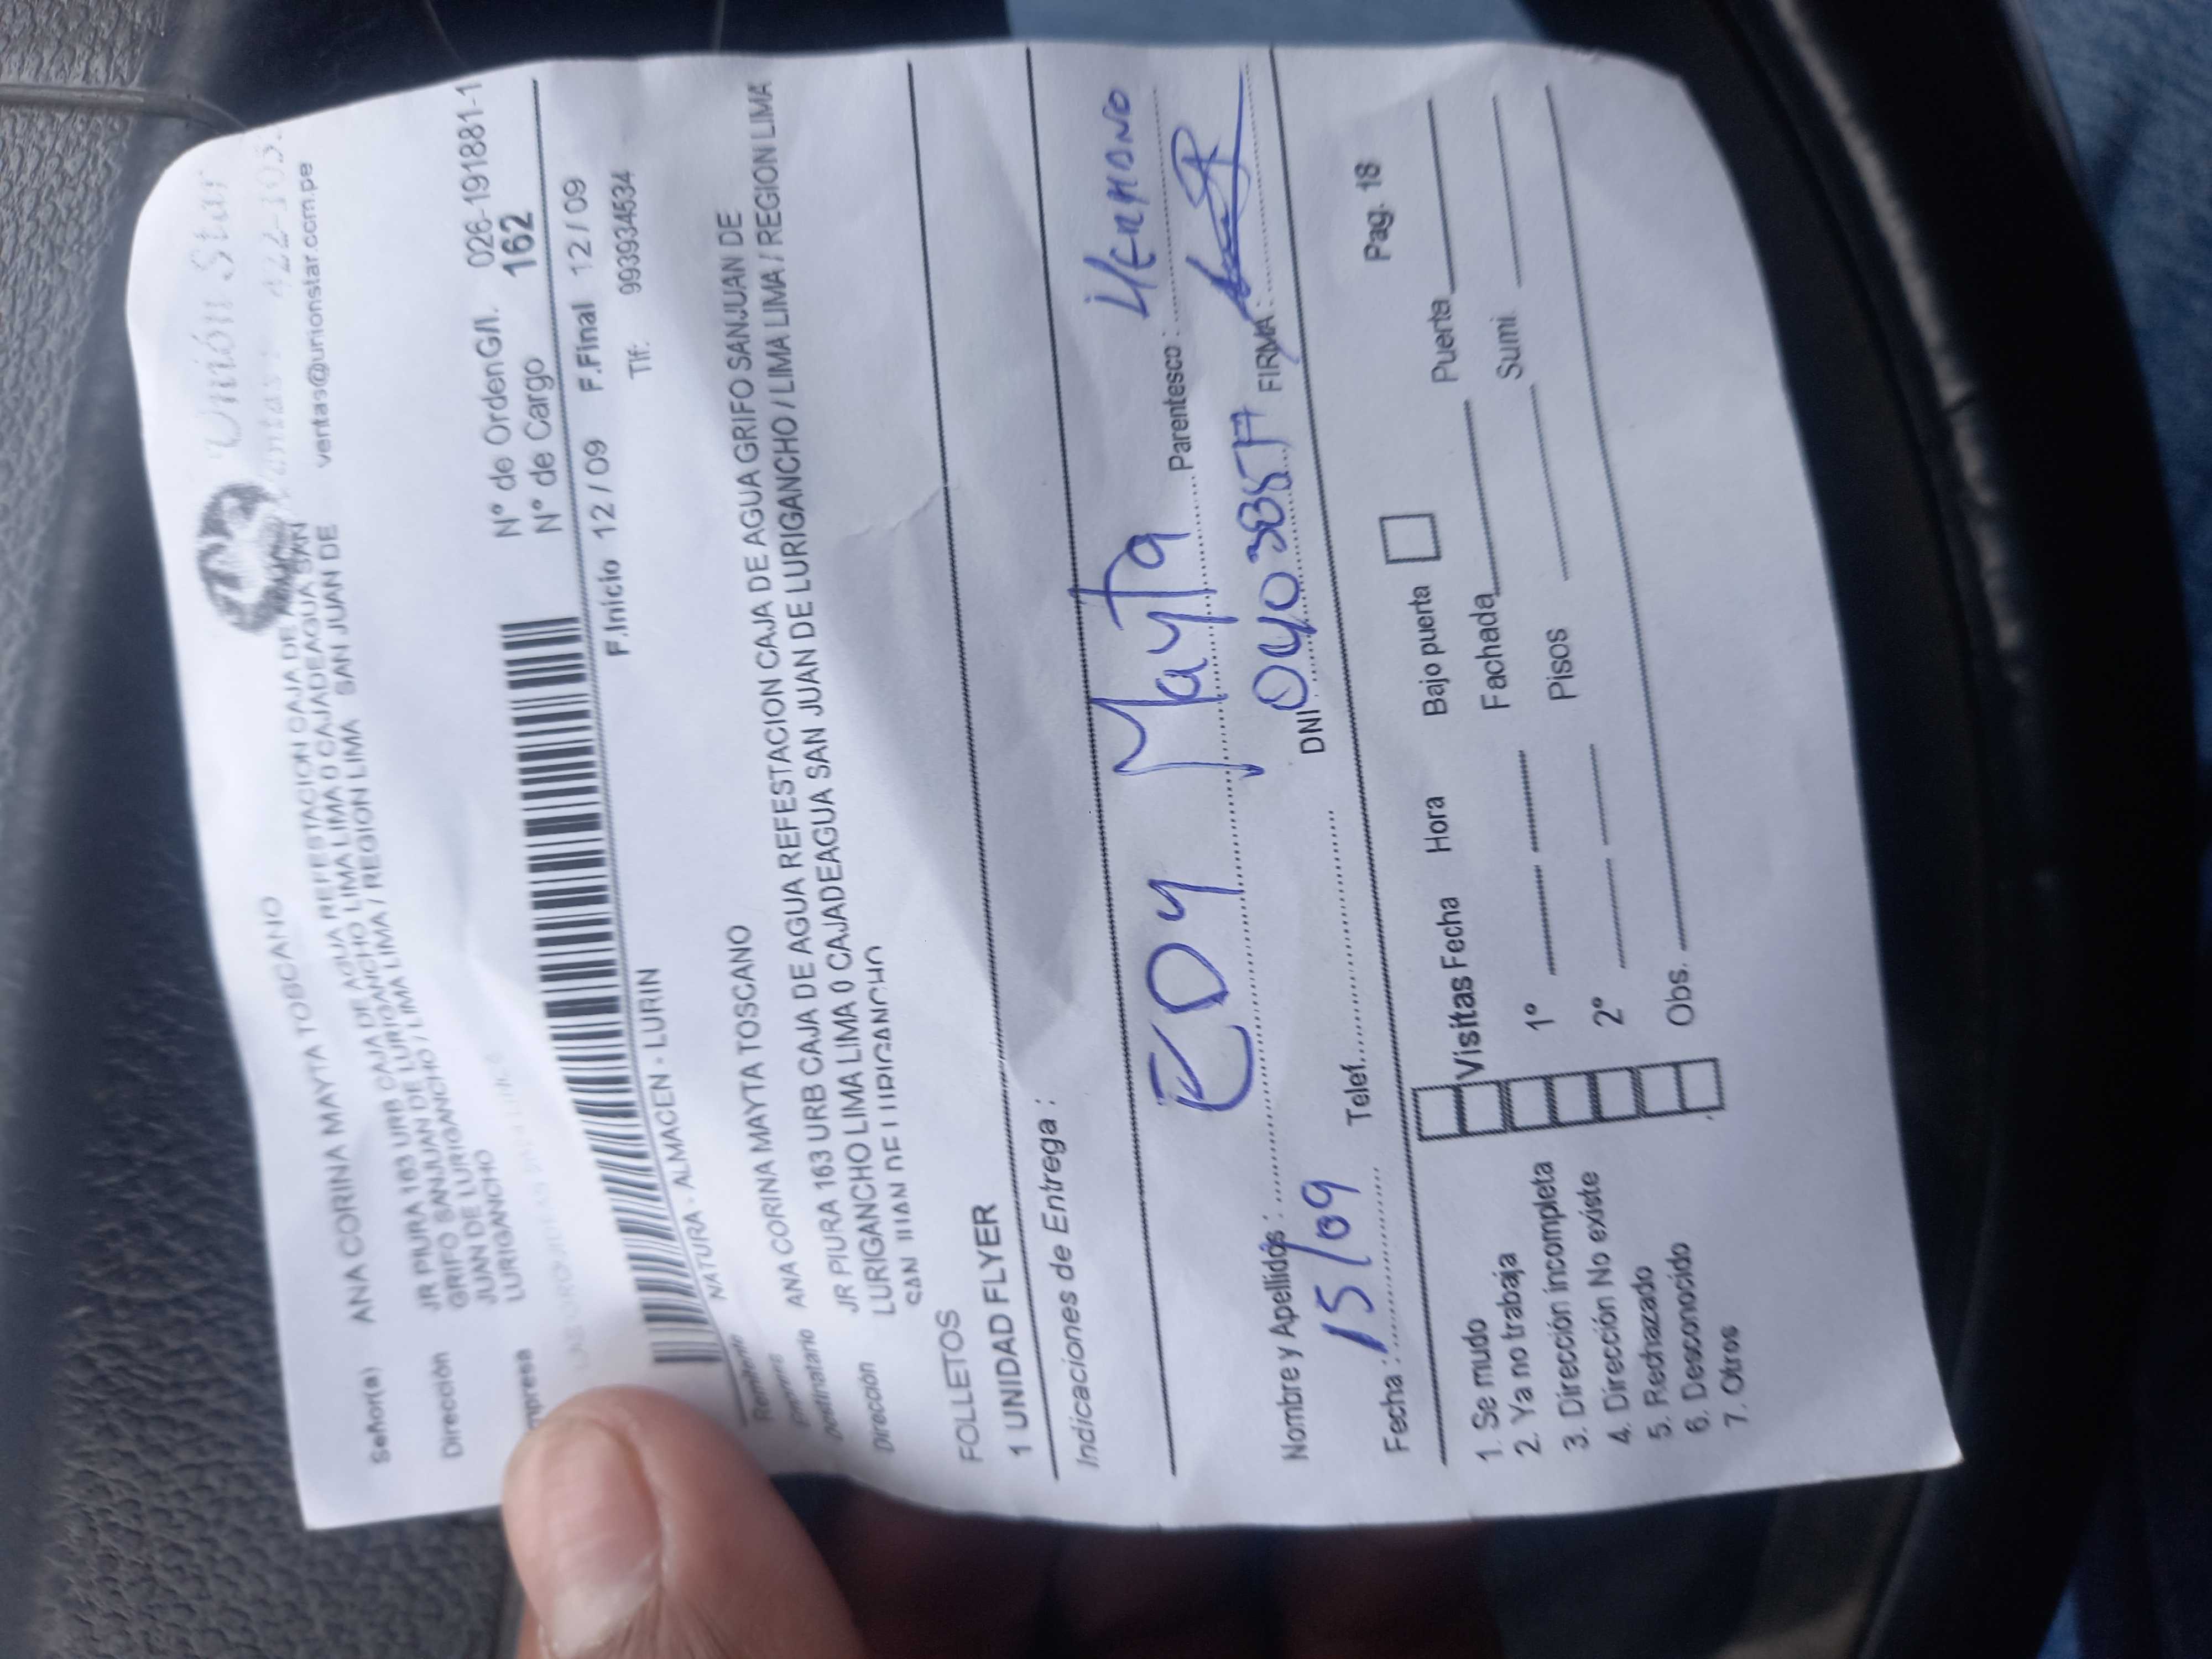 Unión Star
ventas@unionstar.com.pe
Señor(a) ANA CORINA MAYTA TOSCANO
Dirección JR PIURA 163 URB CAJA DE AGUA REFESTACION CAJA DE AGUA
GRIFO SANJUAN DE LURIGANCHO LIMA LIMA 0 CAJADEAGUA SAN
JUAN DE LURIGANCHO / LIMA LIMA / REGION LIMA SAN JUAN DE
LURIGANCHO
N° de OrdenG/l. 026-191881-1
N° de Cargo 162
F.Inicio 12 / 09 F.Final 12 / 09
NATURA - ALMACEN - LURIN
Tlf: 993934534
Destinatario ANA CORINA MAYTA TOSCANO
Dirección JR PIURA 163 URB CAJA DE AGUA REFESTACION CAJA DE AGUA GRIFO SANJUAN DE
LURIGANCHO LIMA LIMA 0 CAJADEAGUA SAN JUAN DE LURIGANCHO / LIMA LIMA / REGION LIMA
SAN JUAN DE LURIGANCHO
FOLLETOS
1 UNIDAD FLYER
Indicaciones de Entrega :
Nombre y Apellidos : EDY MayTa Parentesco : HERMANO
Fecha : 15/09 Telef. DNI FIRMA :
Pag. 18
1. Se mudo
2. Ya no trabaja
3. Dirección incompleta
4. Dirección No existe
5. Rechazado
6. Desconocido
7. Otros
Visitas Fecha Hora Bajo puerta
1° Fachada Puerta
2° Pisos Sumi
Obs.